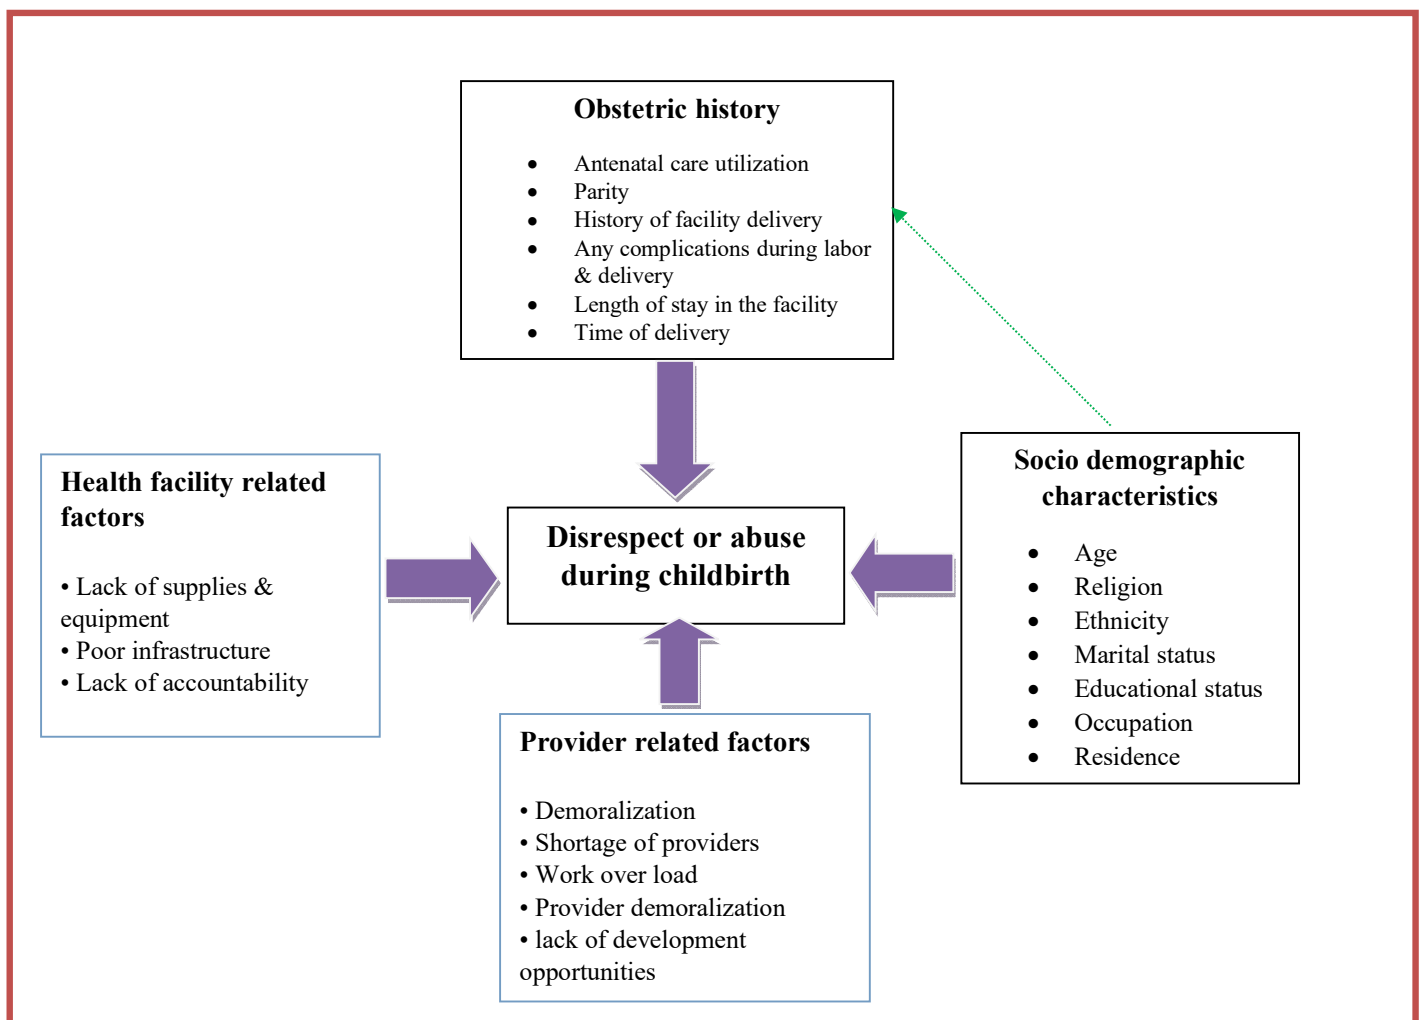 Obstetric history
• Antenatal care utilization
• Parity
• History of facility delivery
• Any complications during labor
& delivery
• Length of stay in the facility
• Time of delivery
Health facility related
factors
• Lack of supplies &
equipment
• Poor infrastructure
• Lack of accountability
Disrespect or abuse
during childbirth
Socio demographic
characteristics
• Age
• Religion
• Ethnicity
• Marital status
• Educational status
• Occupation
• Residence
Provider related factors
• Demoralization
• Shortage of providers
• Work over load
• Provider demoralization
• lack of development
opportunities